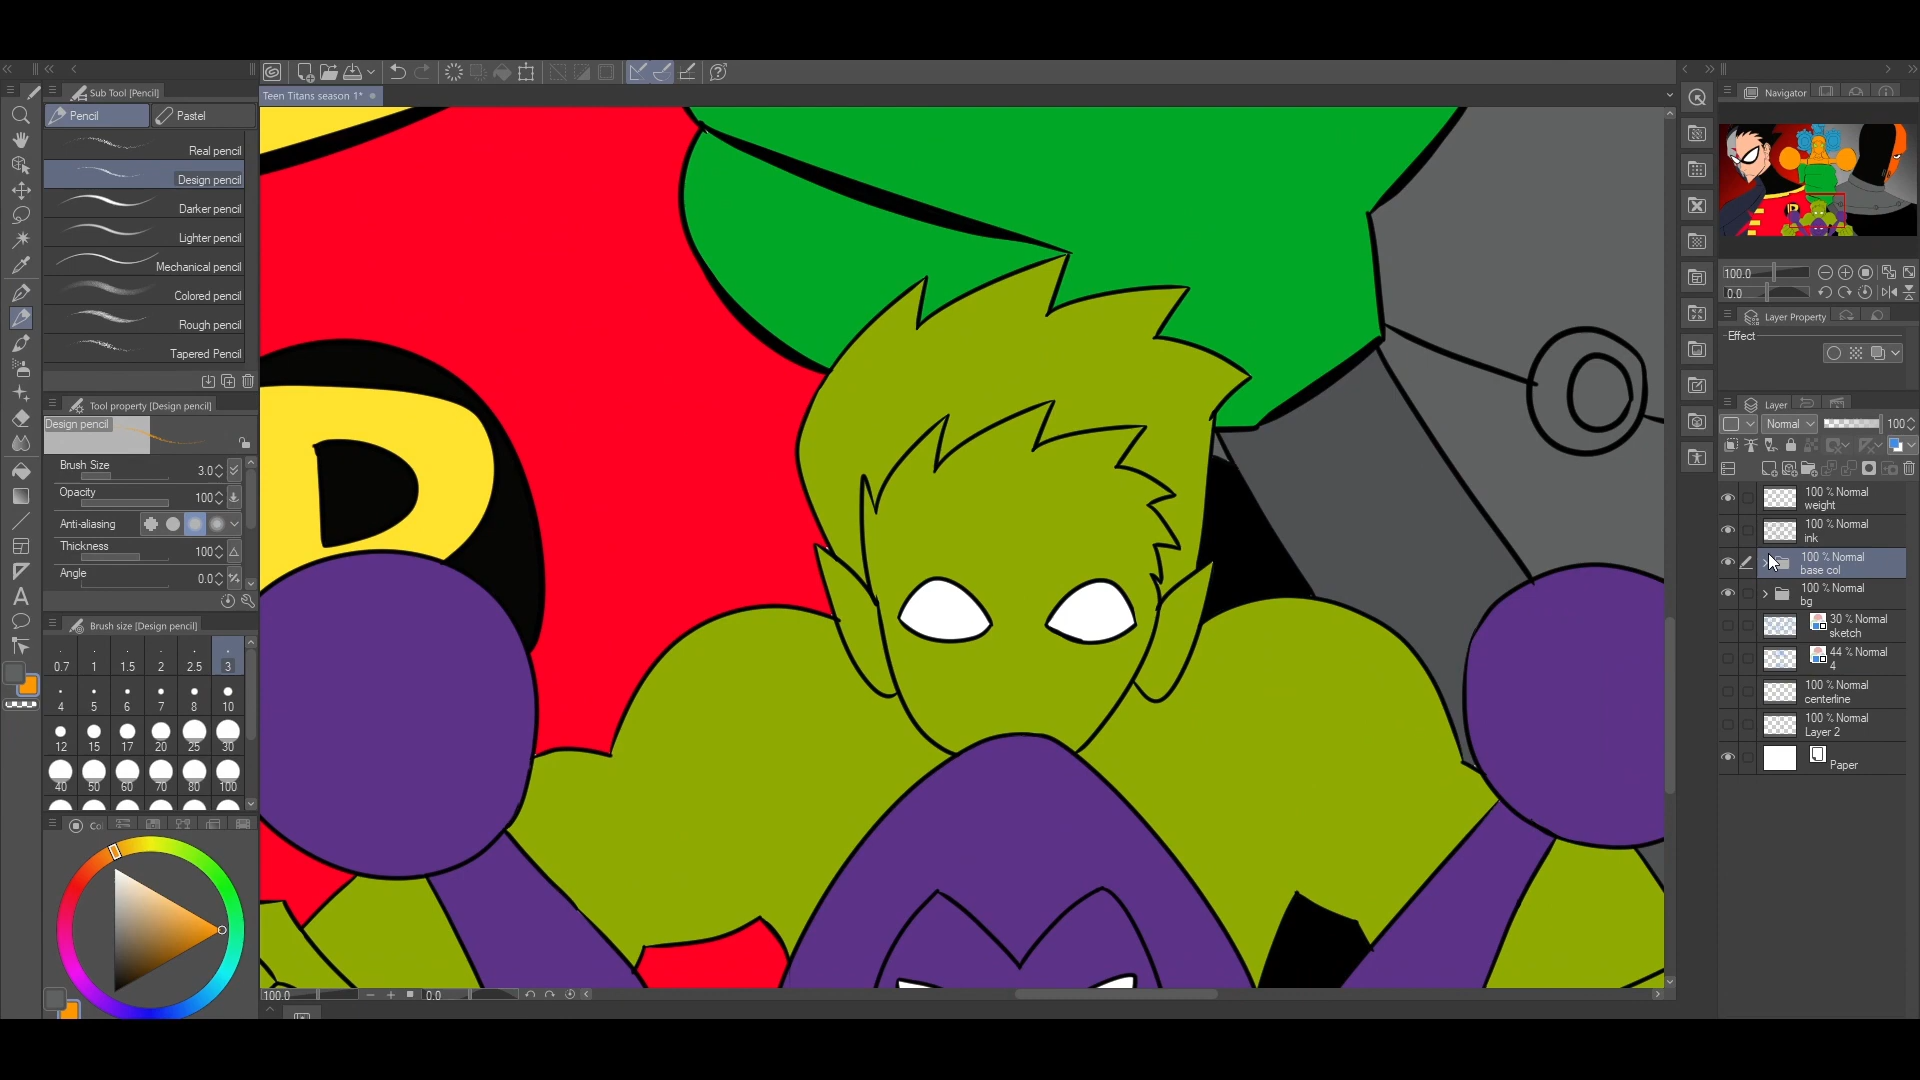 Sub Tool [Pencil]
Pencil
Pastel
Real pencil
Design pencil
Darker pencil
Lighter pencil
Mechanical pencil
Colored pencil
Rough pencil
Tapered Pencil
Tool property [Design pencil]
Design pencil
Brush Size
3.0
Opacity
100
Anti-aliasing
Thickness
100
Angle
0.0
Brush size [Design pencil]
0.7 1 1.5 2 2.5 3
4 5 6 7 8 10
12 15 17 20 25 30
40 50 60 70 80 100
Co
Teen Titans season 1*
100.0
0.0
Navigator
100.0
0.0
Layer Property
Effect
Layer
Normal
100
100 % Normal
weight
100 % Normal
ink
100 % Normal
base col
100 % Normal
bg
30 % Normal
sketch
44 % Normal
4
100 % Normal
centerline
100 % Normal
Layer 2
Paper